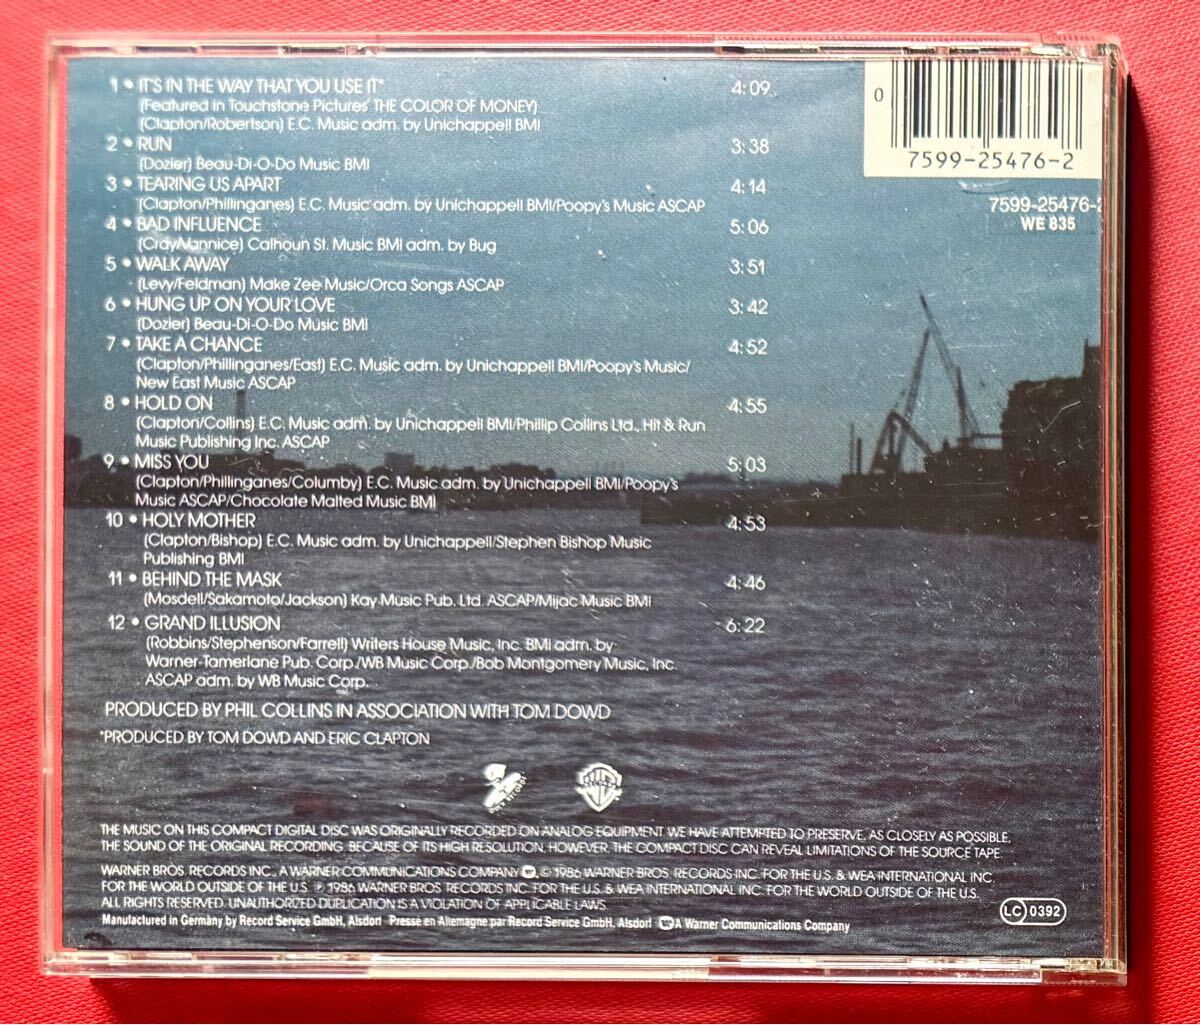 1 • IT'S IN THE WAY THAT YOU USE IT* 4:09
(Featured in Touchstone Pictures' THE COLOR OF MONEY)
(Clapton/Robertson) E.C. Music adm. by Unichappell BMI
2 • RUN 3:38
(Dozier) Beau-Di-O-Do Music BMI
3 • TEARING US APART 4:14
(Clapton/Phillinganes) E.C. Music adm. by Unichappell BMI/Poopy's Music ASCAP
4 • BAD INFLUENCE 5:06
(Cray/Vannice) Calhoun St. Music BMI adm. by Bug
5 • WALK AWAY 3:51
(Levy/Feldman) Make Zee Music/Orca Songs ASCAP
6 • HUNG UP ON YOUR LOVE 3:42
(Dozier) Beau-Di-O-Do Music BMI
7 • TAKE A CHANCE 4:52
(Clapton/Phillinganes/East) E.C. Music adm. by Unichappell BMI/Poopy's Music/
New East Music ASCAP
8 • HOLD ON 4:55
(Clapton/Collins) E.C. Music adm. by Unichappell BMI/Phillip Collins Ltd., Hit & Run
Music Publishing Inc. ASCAP
9 • MISS YOU 5:03
(Clapton/Phillinganes/Columby) E.C. Music adm. by Unichappell BMI/Poopy's
Music ASCAP/Chocolate Malted Music BMI
10 • HOLY MOTHER 4:53
(Clapton/Bishop) E.C. Music adm. by Unichappell/Stephen Bishop Music
Publishing BMI
11 • BEHIND THE MASK 4:46
(Mosdell/Sakamoto/Jackson) Kay Music Pub. Ltd. ASCAP/Mijac Music BMI
12 • GRAND ILLUSION 6:22
(Robbins/Stephenson/Farrell) Writers House Music, Inc. BMI adm. by
Warner-Tamerlane Pub. Corp./WB Music Corp./Bob Montgomery Music, Inc.
ASCAP adm. by WB Music Corp.
PRODUCED BY PHIL COLLINS IN ASSOCIATION WITH TOM DOWD
*PRODUCED BY TOM DOWD AND ERIC CLAPTON
0
7599-25476-2
7599-25476-2
WE 835
THE MUSIC ON THIS COMPACT DIGITAL DISC WAS ORIGINALLY RECORDED ON ANALOG EQUIPMENT. WE HAVE ATTEMPTED TO PRESERVE, AS CLOSELY AS POSSIBLE,
THE SOUND OF THE ORIGINAL RECORDING. BECAUSE OF ITS HIGH RESOLUTION, HOWEVER, THE COMPACT DISC CAN REVEAL LIMITATIONS OF THE SOURCE TAPE.
WARNER BROS. RECORDS INC., A WARNER COMMUNICATIONS COMPANY. © 1986 WARNER BROS. RECORDS INC. FOR THE U.S. & WEA INTERNATIONAL INC.
FOR THE WORLD OUTSIDE OF THE U.S. ℗ 1986 WARNER BROS. RECORDS INC. FOR THE U.S. & WEA INTERNATIONAL INC. FOR THE WORLD OUTSIDE OF THE U.S.
ALL RIGHTS RESERVED. UNAUTHORIZED DUPLICATION IS A VIOLATION OF APPLICABLE LAWS.
Manufactured in Germany by Record Service GmbH, Alsdorf Presse en Allemagne par Record Service GmbH, Alsdorf A Warner Communications Company
LC 0392